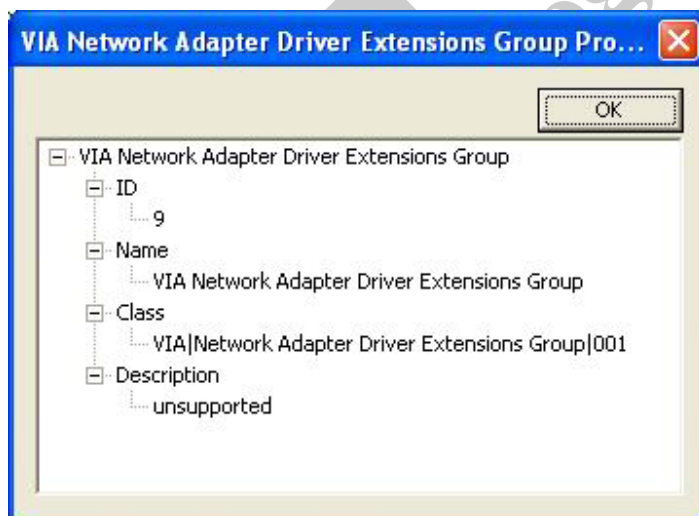 VIA Network Adapter Driver Extensions Group Pro...
OK
VIA Network Adapter Driver Extensions Group
ID
9
Name
VIA Network Adapter Driver Extensions Group
Class
VIA|Network Adapter Driver Extensions Group|001
Description
unsupported